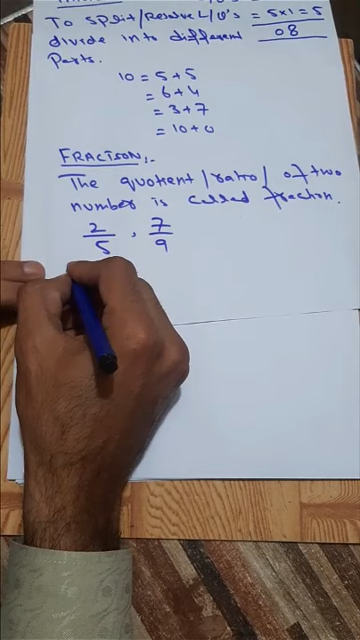 To split/Resolve L/U's = 5x1=5
divide into different 08
Parts.
10 = 5+5
= 6+4
= 3+7
= 10+0
FRACTION:-
The quotient/ratio/ of two
number is called fraction.
2/5 , 7/9